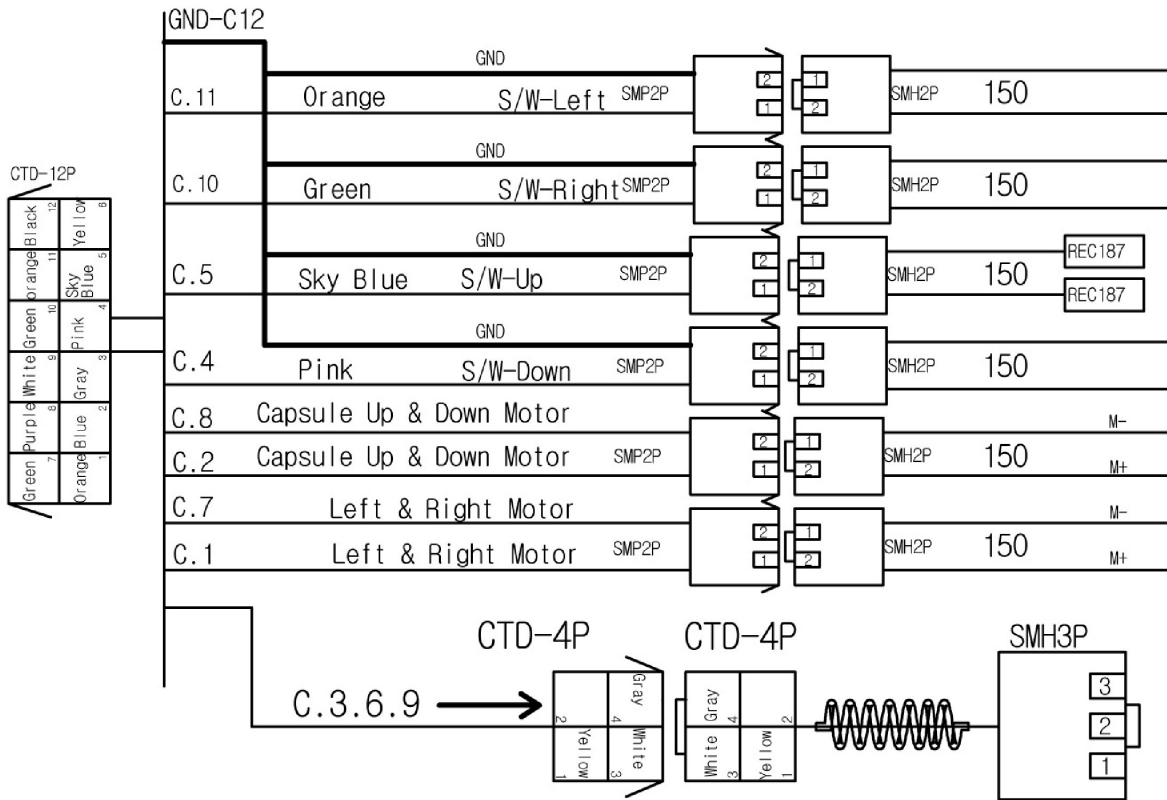 GND-C12
GND
C.11 Orange S/W-Left SMP2P 2 1 1 2 SMH2P 150
GND
C.10 Green S/W-Right SMP2P 2 1 1 2 SMH2P 150
GND
C.5 Sky Blue S/W-Up SMP2P 2 1 1 2 SMH2P 150 REC187 REC187
GND
C.4 Pink S/W-Down SMP2P 2 1 1 2 SMH2P 150
C.8 Capsule Up & Down Motor M-
C.2 Capsule Up & Down Motor SMP2P 2 1 1 2 SMH2P 150 M+
C.7 Left & Right Motor M-
C.1 Left & Right Motor SMP2P 2 1 1 2 SMH2P 150 M+
CTD-12P
Black 12 Yellow 6
orange 11 Sky Blue 5
Green 10 Pink 4
White 9 Gray 3
Purple 8 Blue 2
Green 7 Orange 1
CTD-4P CTD-4P SMH3P
C.3.6.9
2 Gray 4
Yellow 1 White 3
Gray 4 2
White 3 Yellow 1
3
2
1